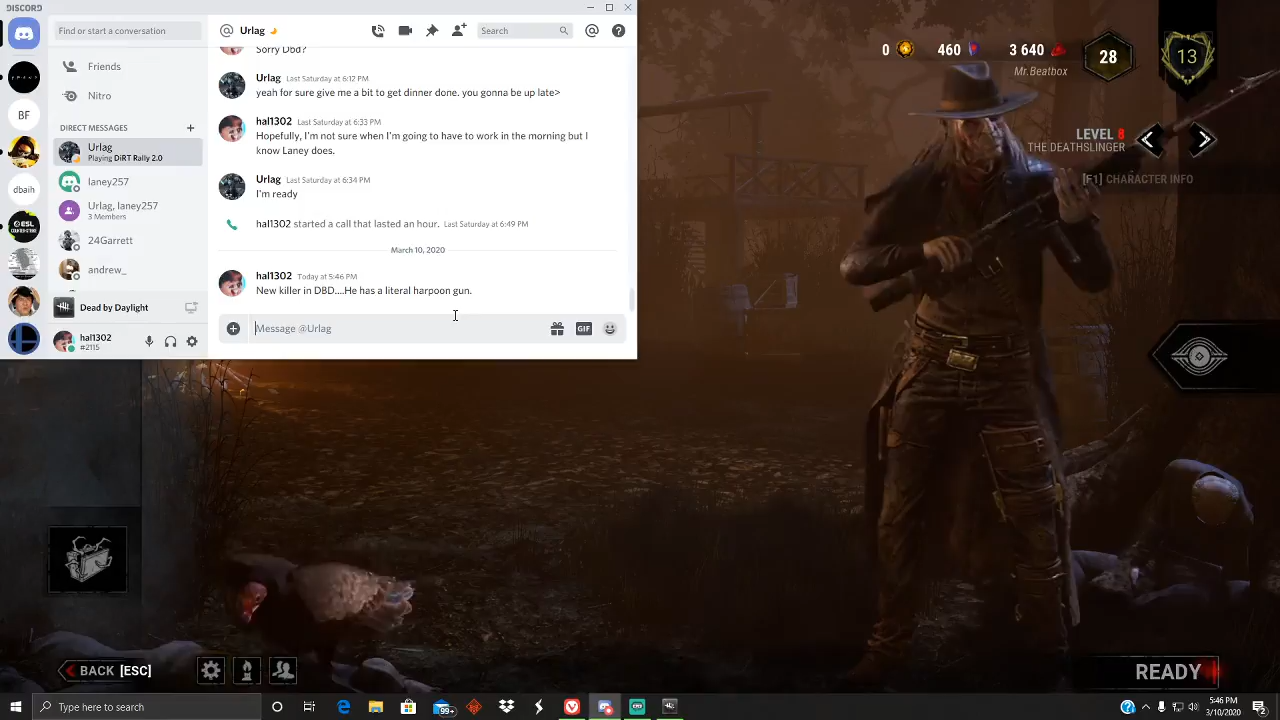 DISCORD
Find or start a conversation
Friends
Nitro
DIRECT MESSAGES
Urlag
Playing DiRT Rally 2.0
laney257
Urlag, laney257
3 Members
24Garrett
andrew_
Dead by Daylight
hal1302
#2115
BF
dbaih
ESL
Urlag
Search
Sorry Dbd?
Urlag Last Saturday at 6:12 PM
yeah for sure give me a bit to get dinner done. you gonna be up late>
hal1302 Last Saturday at 6:33 PM
Hopefully, I'm not sure when I'm going to have to work in the morning but I
know Laney does.
Urlag Last Saturday at 6:34 PM
I'm ready
hal1302 started a call that lasted an hour. Last Saturday at 6:49 PM
March 10, 2020
hal1302 Today at 5:46 PM
New killer in DBD....He has a literal harpoon gun.
Message @Urlag
GIF
0 460 3 640
Mr.Beatbox
28
13
LEVEL 8
THE DEATHSLINGER
[F1] CHARACTER INFO
BACK [ESC]
READY
Type here to search
99+
5:46 PM
3/10/2020
2